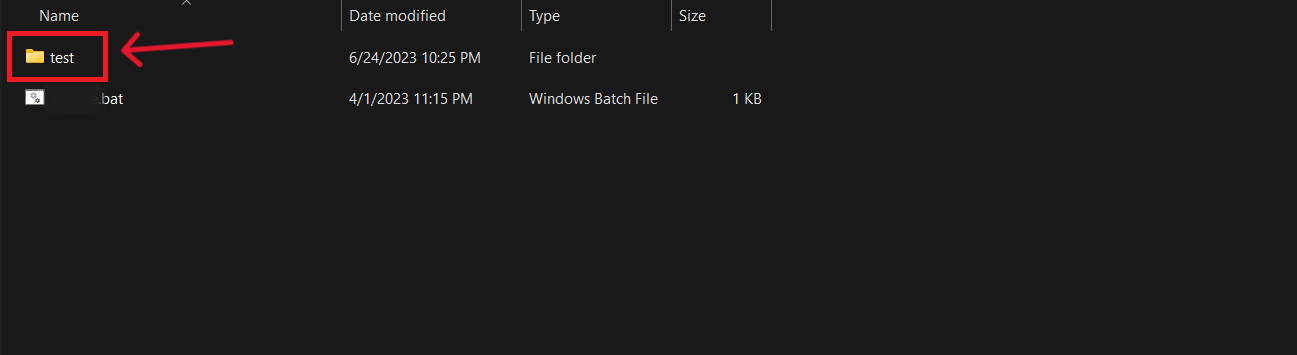 Name Date modified Type Size
test 6/24/2023 10:25 PM File folder
.bat 4/1/2023 11:15 PM Windows Batch File 1 KB